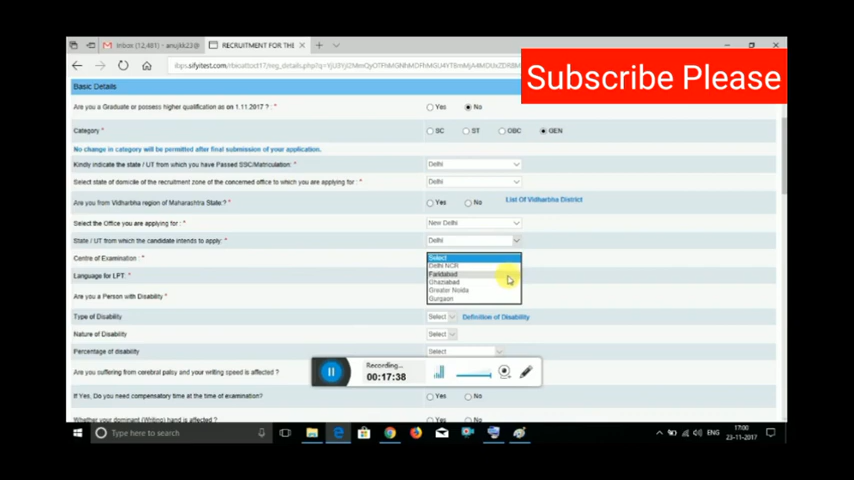 Inbox (12,481) - anujkk23@
RECRUITMENT FOR THE
Subscribe Please
Basic Details
Are you a Graduate or possess higher qualification as on 1.11.2017 ? : *
Yes No
Category *
SC ST OBC GEN
No change in category will be permitted after final submission of your application.
Kindly indicate the state / UT from which you have Passed SSC/Matriculation: *
Delhi
Select state of domicile of the recruitment zone of the concerned office to which you are applying for : *
Delhi
Are you from Vidharbha region of Maharashtra State:? *
Yes No List Of Vidharbha District
Select the Office you are applying for : *
New Delhi
State / UT from which the candidate intends to apply: *
Delhi
Centre of Examination : *
Select
Delhi NCR
Faridabad
Ghaziabad
Greater Noida
Gurgaon
Language for LPT: *
Are you a Person with Disability *
Type of Disability
Select Definition of Disability
Nature of Disability
Select
Percentage of disability
Select
Recording...
00:17:38
Are you suffering from cerebral palsy and your writing speed is affected ?
If Yes, Do you need compensatory time at the time of examination?
Yes No
Whether your dominant (Writing) hand is affected ?
Yes No
Type here to search
ENG
17:00
23-11-2017